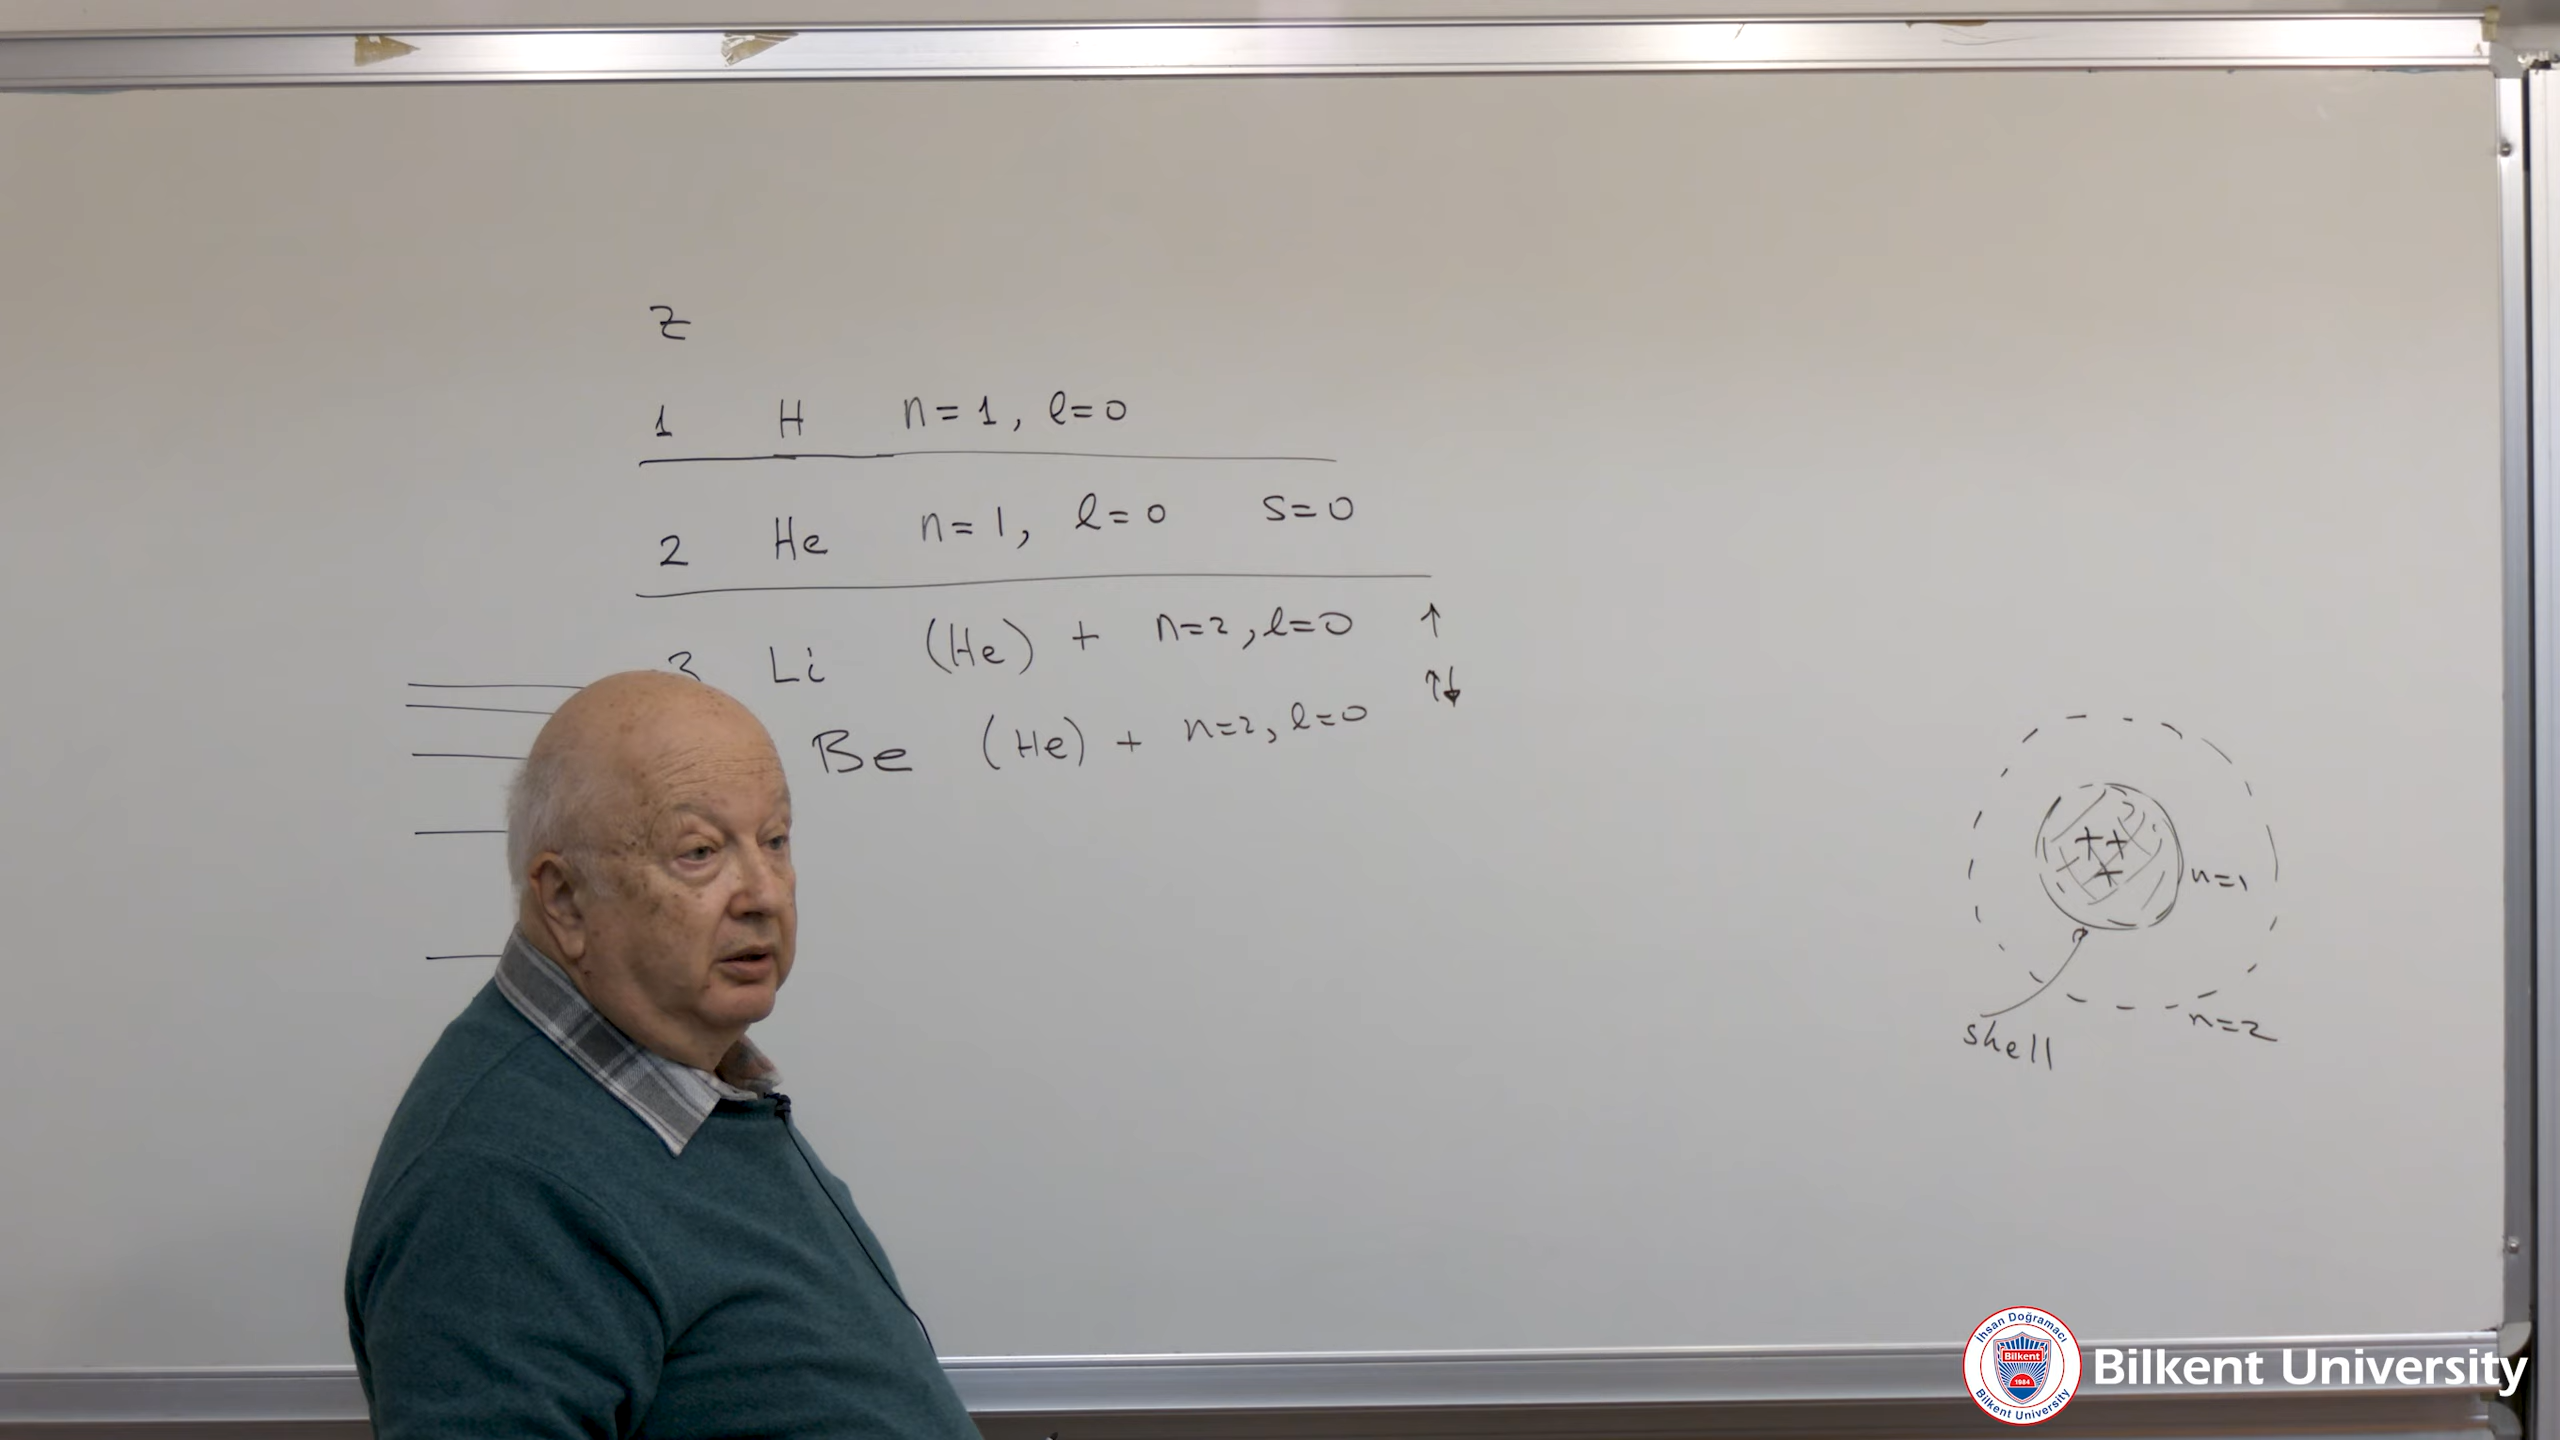 Z
1 H n=1, l=0
2 He n=1, l=0 S=0
3 Li (He) + n=2, l=0 ↑
Be (He) + n=2, l=0 ↑↓
+ +
+
n=1
n=2
shell
İhsan Doğramacı
Bilkent
1984
Bilkent University
Bilkent University